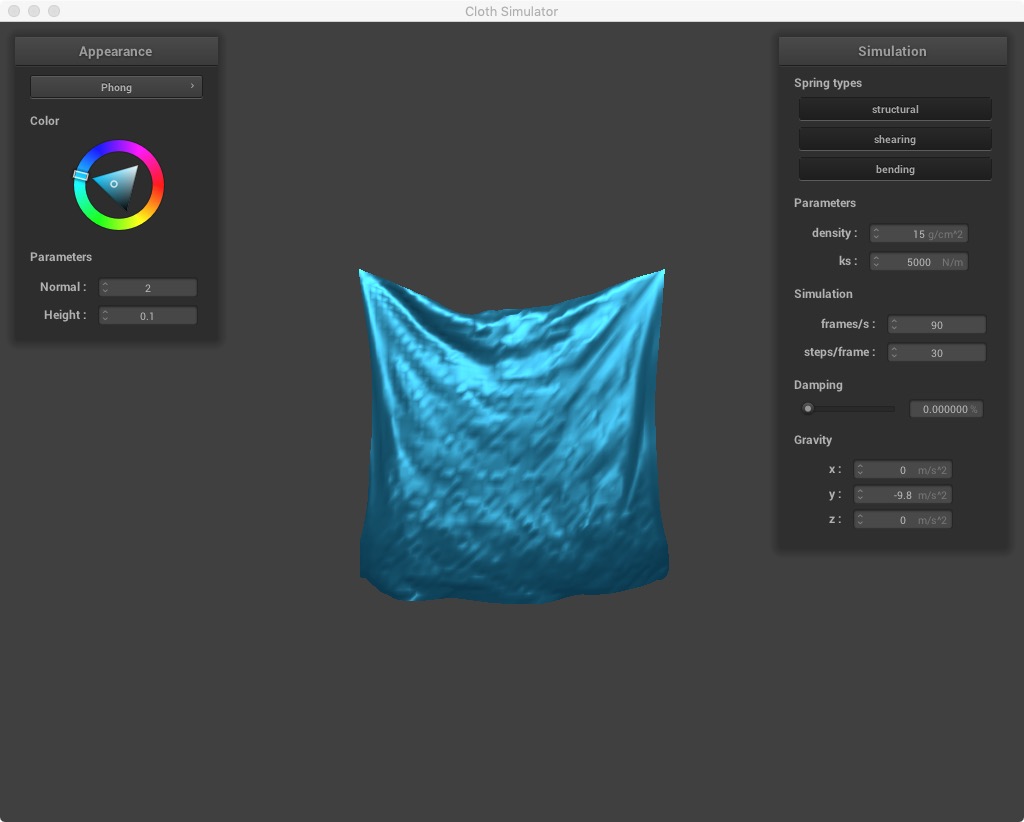 Cloth Simulator
Appearance
Phong
Color
Parameters
Normal : 2
Height : 0.1
Simulation
Spring types
structural
shearing
bending
Parameters
density : 15 g/cm^2
ks : 5000 N/m
Simulation
frames/s : 90
steps/frame : 30
Damping
0.000000 %
Gravity
x : 0 m/s^2
y : -9.8 m/s^2
z : 0 m/s^2